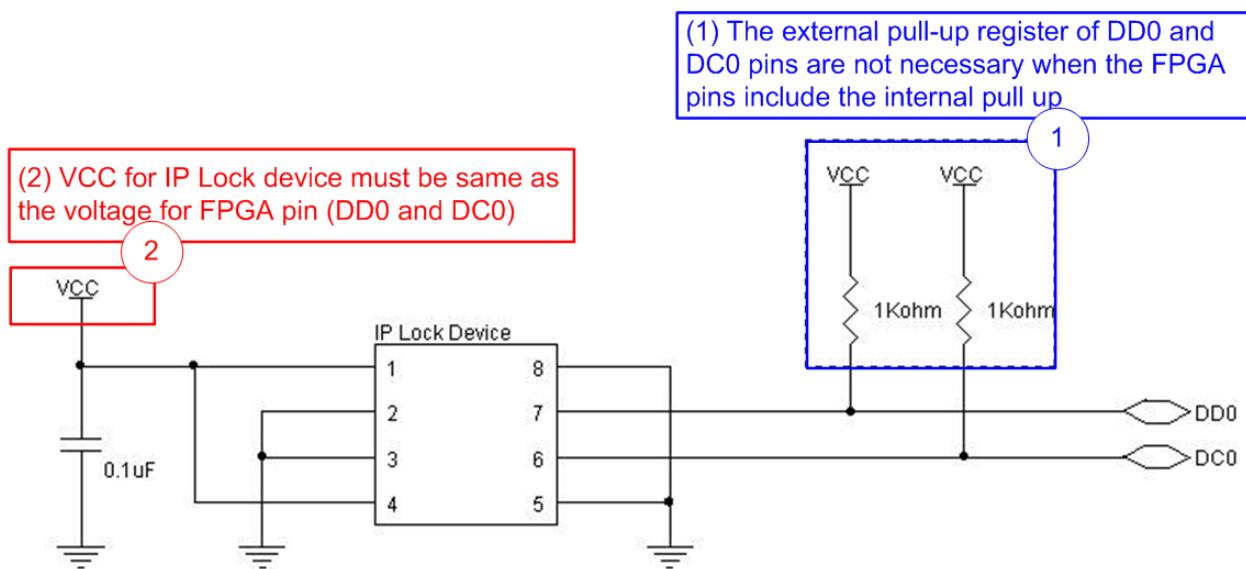 (1) The external pull-up register of DD0 and
DC0 pins are not necessary when the FPGA
pins include the internal pull up
1
(2) VCC for IP Lock device must be same as
the voltage for FPGA pin (DD0 and DC0)
2
VCC
VCC
VCC
1Kohm
1Kohm
IP Lock Device
1
8
2
7
DD0
3
6
DC0
4
5
0.1uF